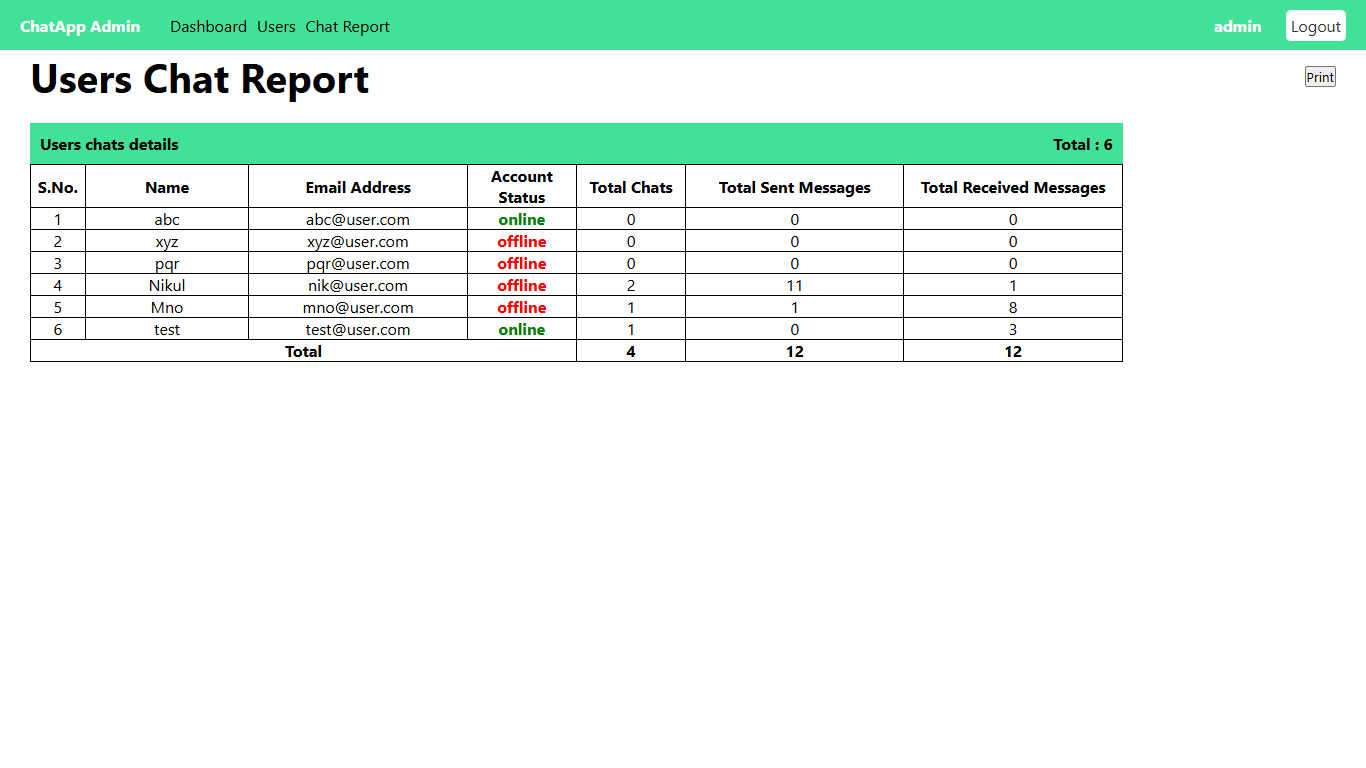 ChatApp Admin Dashboard Users Chat Report admin Logout
Users Chat Report Print
Users chats details Total : 6
S.No. Name Email Address Account Status Total Chats Total Sent Messages Total Received Messages
1 abc abc@user.com online 0 0 0
2 xyz xyz@user.com offline 0 0 0
3 pqr pqr@user.com offline 0 0 0
4 Nikul nik@user.com offline 2 11 1
5 Mno mno@user.com offline 1 1 8
6 test test@user.com online 1 0 3
Total 4 12 12